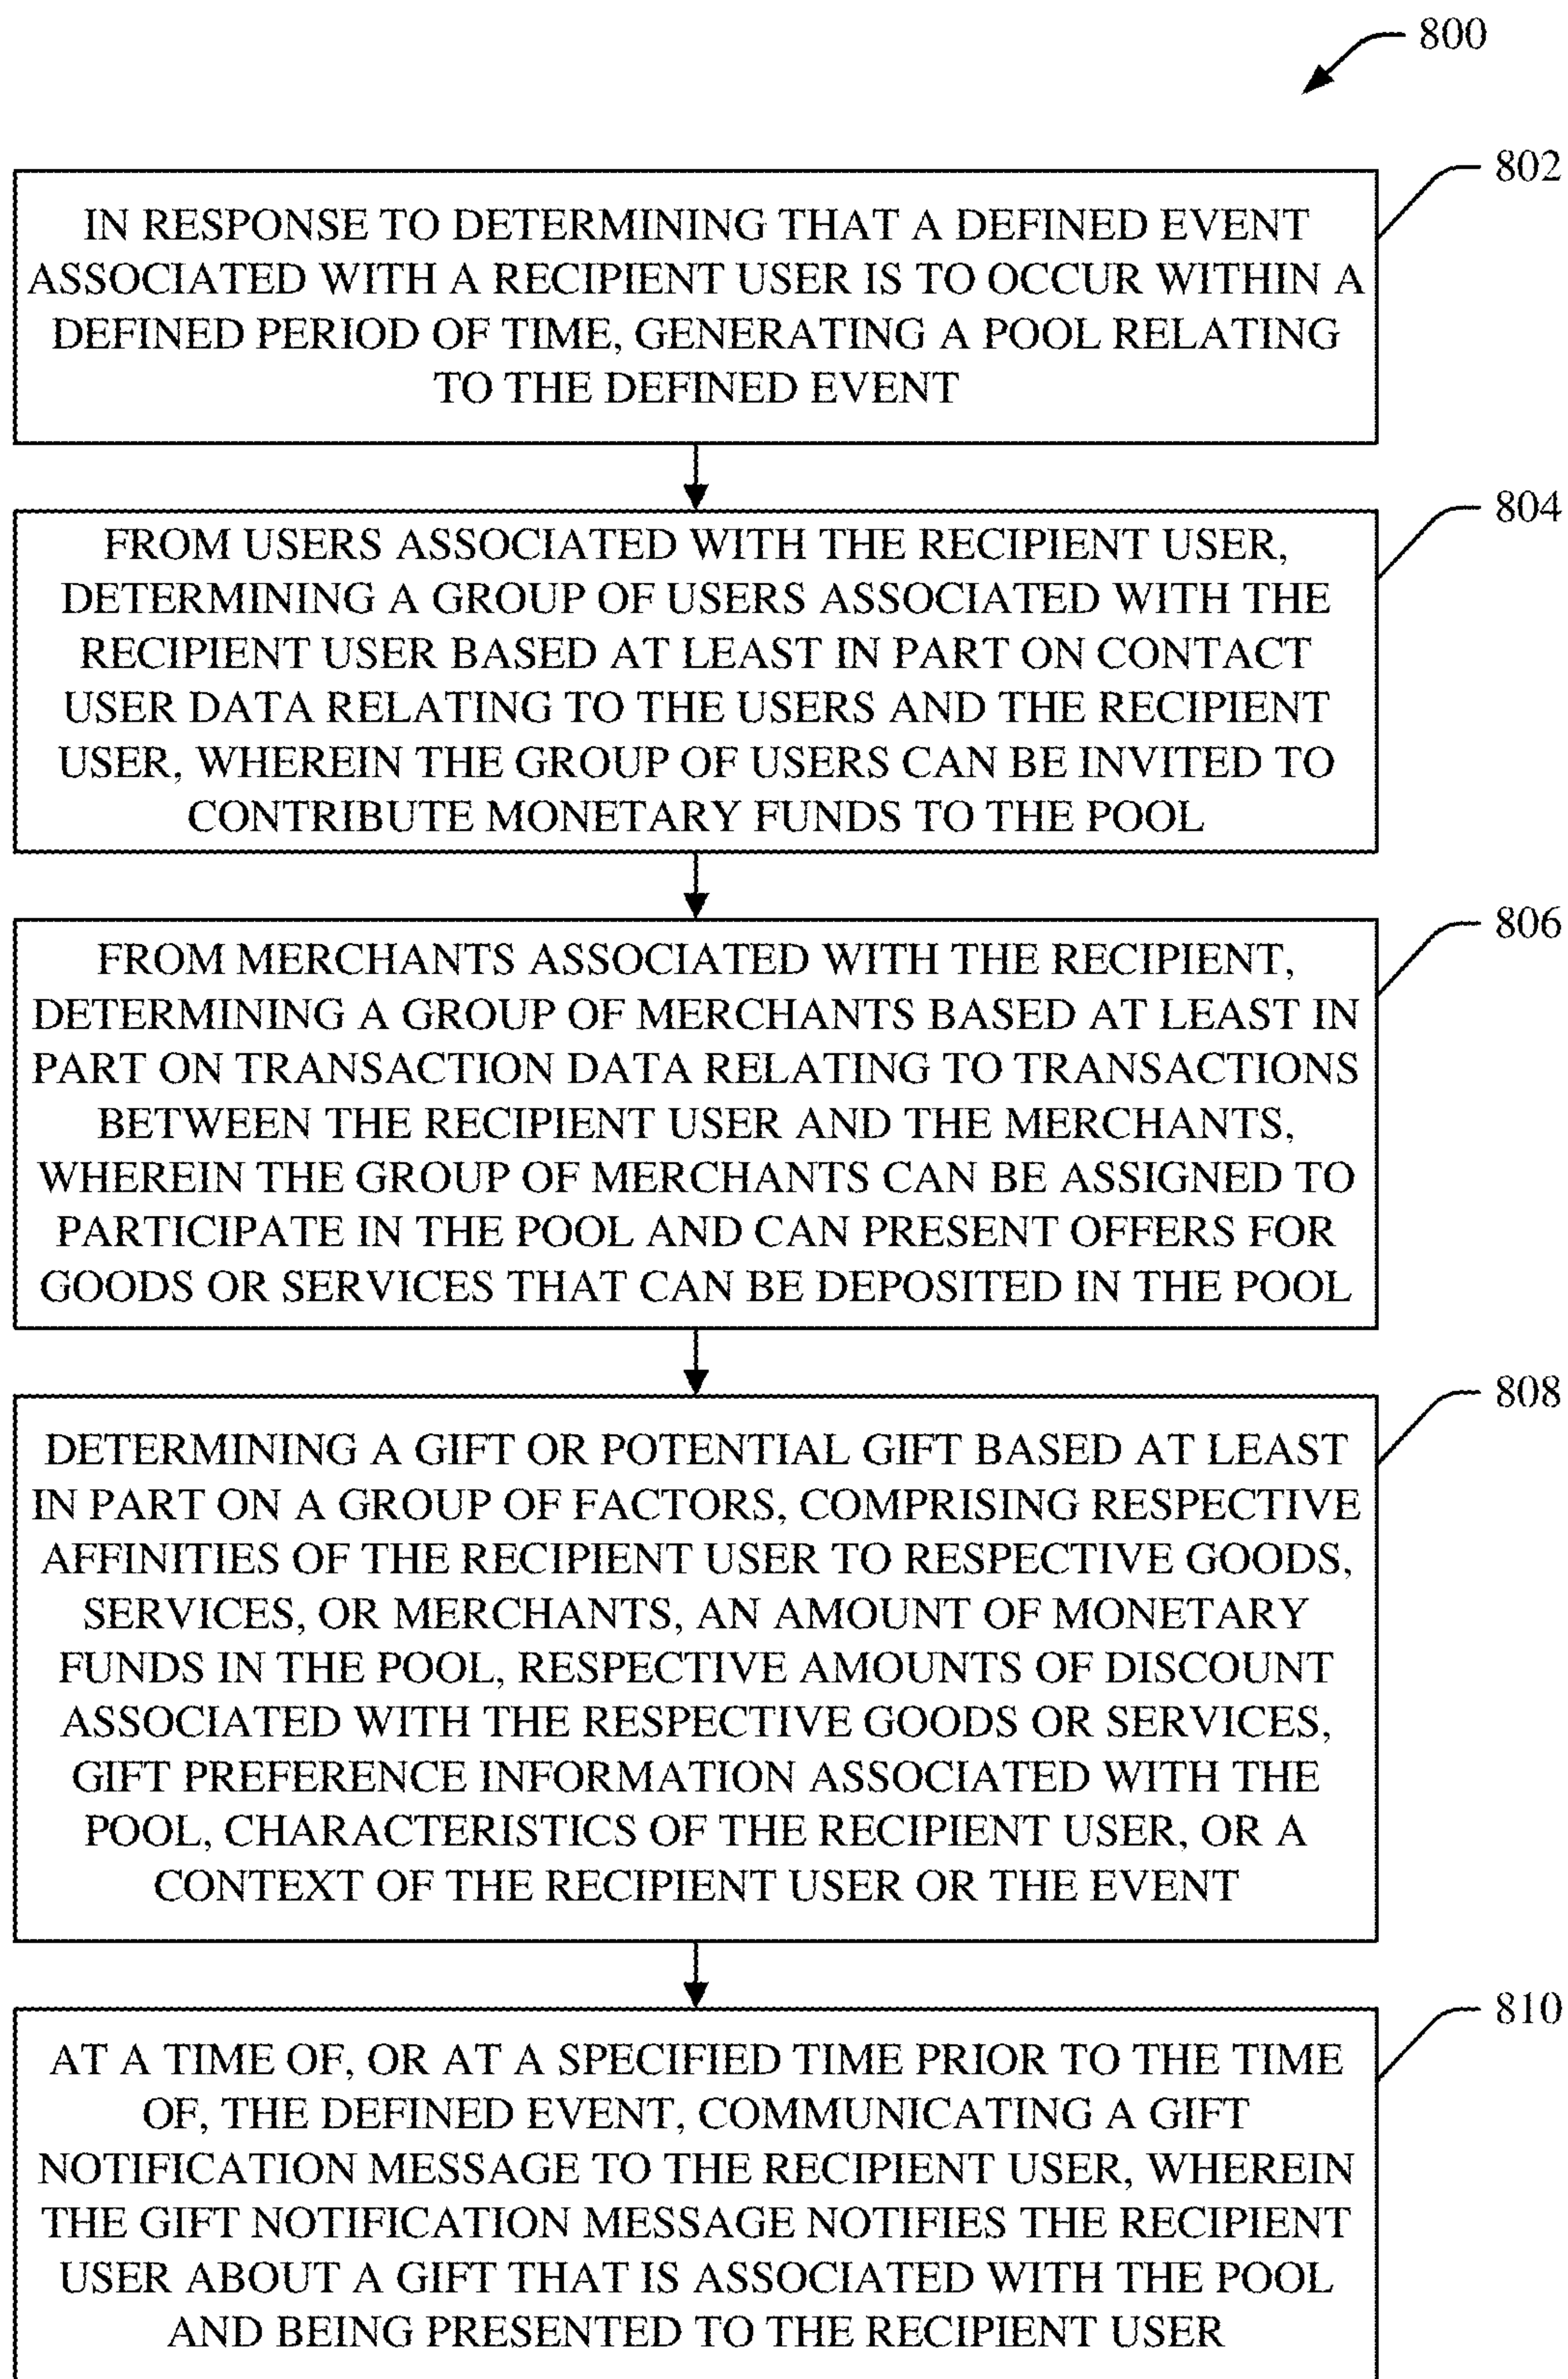 800
802
IN RESPONSE TO DETERMINING THAT A DEFINED EVENT
ASSOCIATED WITH A RECIPIENT USER IS TO OCCUR WITHIN A
DEFINED PERIOD OF TIME, GENERATING A POOL RELATING
TO THE DEFINED EVENT
804
FROM USERS ASSOCIATED WITH THE RECIPIENT USER,
DETERMINING A GROUP OF USERS ASSOCIATED WITH THE
RECIPIENT USER BASED AT LEAST IN PART ON CONTACT
USER DATA RELATING TO THE USERS AND THE RECIPIENT
USER, WHEREIN THE GROUP OF USERS CAN BE INVITED TO
CONTRIBUTE MONETARY FUNDS TO THE POOL
806
FROM MERCHANTS ASSOCIATED WITH THE RECIPIENT,
DETERMINING A GROUP OF MERCHANTS BASED AT LEAST IN
PART ON TRANSACTION DATA RELATING TO TRANSACTIONS
BETWEEN THE RECIPIENT USER AND THE MERCHANTS,
WHEREIN THE GROUP OF MERCHANTS CAN BE ASSIGNED TO
PARTICIPATE IN THE POOL AND CAN PRESENT OFFERS FOR
GOODS OR SERVICES THAT CAN BE DEPOSITED IN THE POOL
808
DETERMINING A GIFT OR POTENTIAL GIFT BASED AT LEAST
IN PART ON A GROUP OF FACTORS, COMPRISING RESPECTIVE
AFFINITIES OF THE RECIPIENT USER TO RESPECTIVE GOODS,
SERVICES, OR MERCHANTS, AN AMOUNT OF MONETARY
FUNDS IN THE POOL, RESPECTIVE AMOUNTS OF DISCOUNT
ASSOCIATED WITH THE RESPECTIVE GOODS OR SERVICES,
GIFT PREFERENCE INFORMATION ASSOCIATED WITH THE
POOL, CHARACTERISTICS OF THE RECIPIENT USER, OR A
CONTEXT OF THE RECIPIENT USER OR THE EVENT
810
AT A TIME OF, OR AT A SPECIFIED TIME PRIOR TO THE TIME
OF, THE DEFINED EVENT, COMMUNICATING A GIFT
NOTIFICATION MESSAGE TO THE RECIPIENT USER, WHEREIN
THE GIFT NOTIFICATION MESSAGE NOTIFIES THE RECIPIENT
USER ABOUT A GIFT THAT IS ASSOCIATED WITH THE POOL
AND BEING PRESENTED TO THE RECIPIENT USER